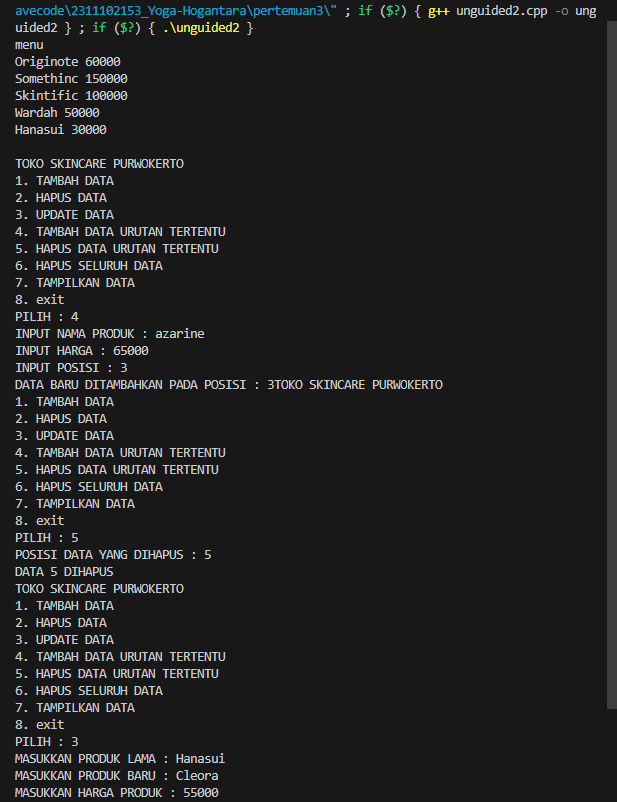 avecode\2311102153_Yoga-Hogantara\pertemuan3\" ; if ($?) { g++ unguided2.cpp -o ung
uided2 } ; if ($?) { .\unguided2 }
menu
Originote 60000
Somethinc 150000
Skintific 100000
Wardah 50000
Hanasui 30000
TOKO SKINCARE PURWOKERTO
1. TAMBAH DATA
2. HAPUS DATA
3. UPDATE DATA
4. TAMBAH DATA URUTAN TERTENTU
5. HAPUS DATA URUTAN TERTENTU
6. HAPUS SELURUH DATA
7. TAMPILKAN DATA
8. exit
PILIH : 4
INPUT NAMA PRODUK : azarine
INPUT HARGA : 65000
INPUT POSISI : 3
DATA BARU DITAMBAHKAN PADA POSISI : 3TOKO SKINCARE PURWOKERTO
1. TAMBAH DATA
2. HAPUS DATA
3. UPDATE DATA
4. TAMBAH DATA URUTAN TERTENTU
5. HAPUS DATA URUTAN TERTENTU
6. HAPUS SELURUH DATA
7. TAMPILKAN DATA
8. exit
PILIH : 5
POSISI DATA YANG DIHAPUS : 5
DATA 5 DIHAPUS
TOKO SKINCARE PURWOKERTO
1. TAMBAH DATA
2. HAPUS DATA
3. UPDATE DATA
4. TAMBAH DATA URUTAN TERTENTU
5. HAPUS DATA URUTAN TERTENTU
6. HAPUS SELURUH DATA
7. TAMPILKAN DATA
8. exit
PILIH : 3
MASUKKAN PRODUK LAMA : Hanasui
MASUKKAN PRODUK BARU : Cleora
MASUKKAN HARGA PRODUK : 55000